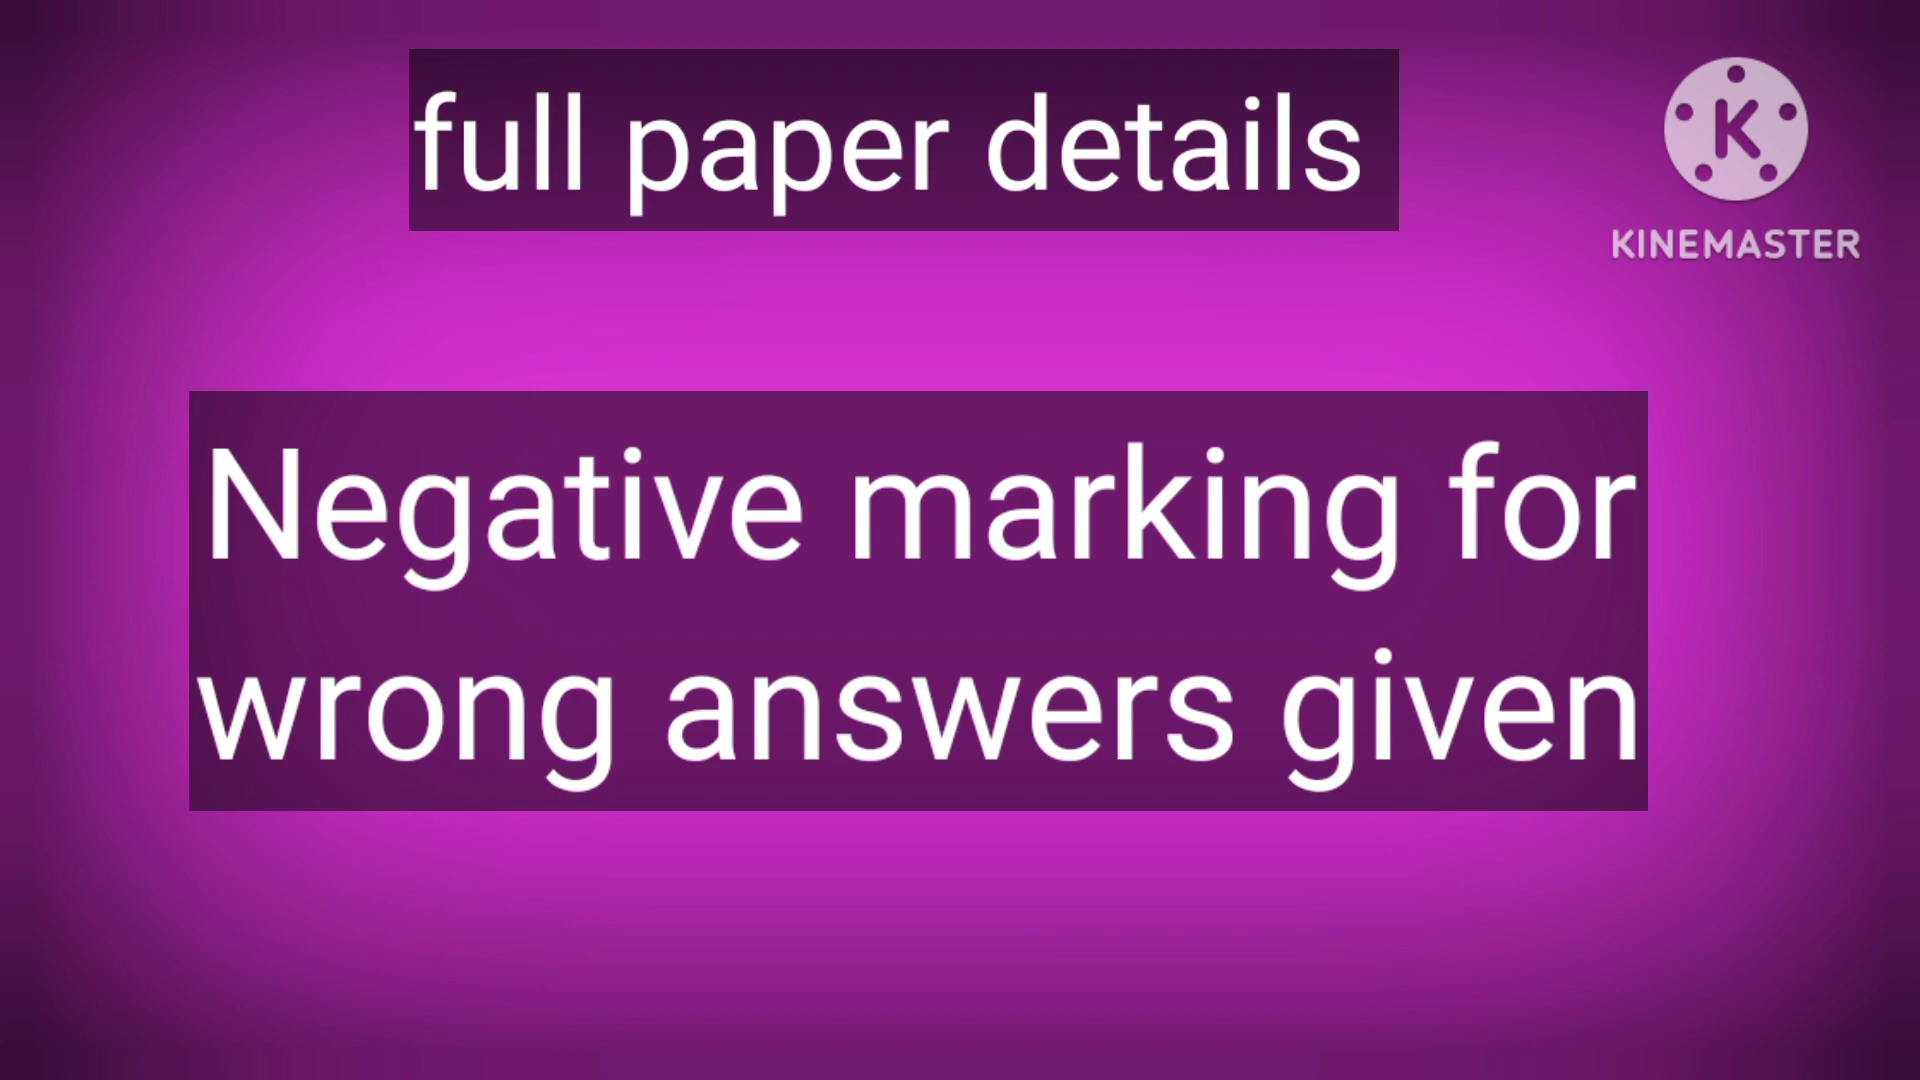 full paper details
K
KINEMASTER
Negative marking for
wrong answers given